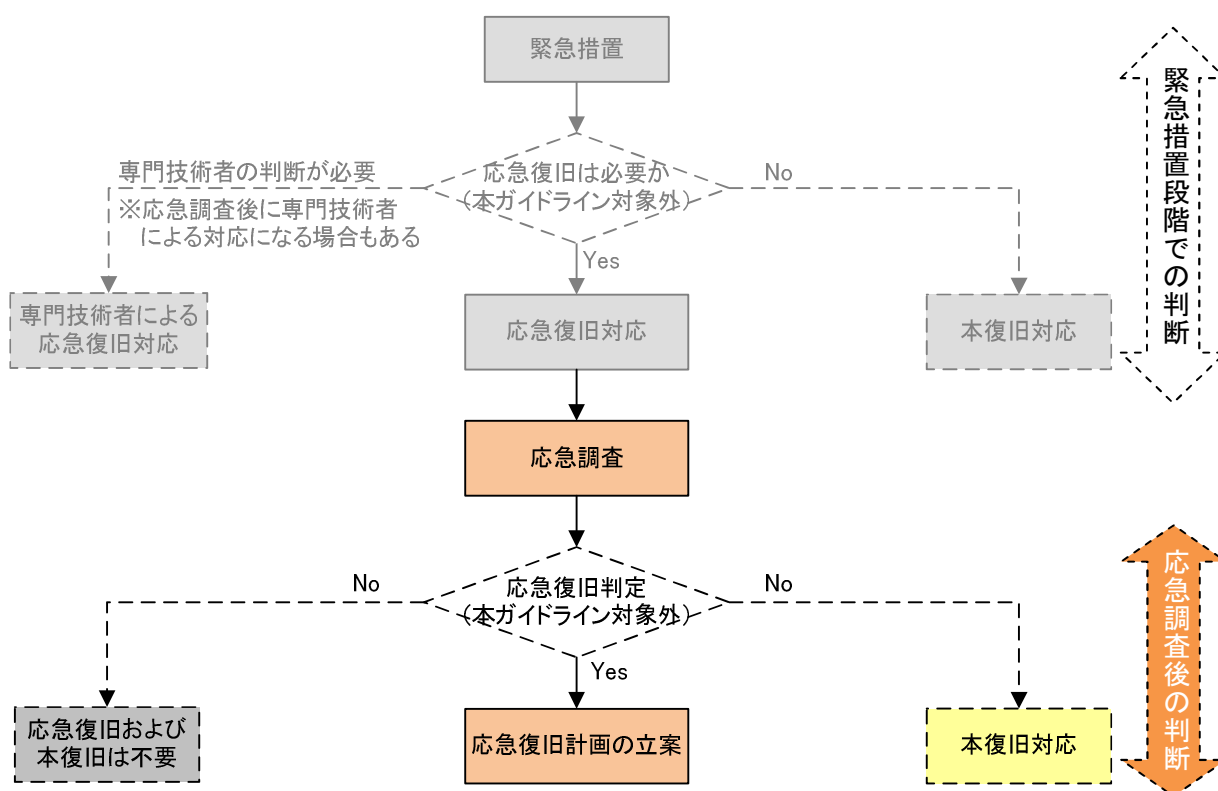 緊急措置
緊急措置段階での判断
応急復旧は必要か
(本ガイドライン対象外)
専門技術者の判断が必要
※応急調査後に専門技術者
による対応になる場合もある
No
Yes
専門技術者による
応急復旧対応
応急復旧対応
本復旧対応
応急調査
応急調査後の判断
応急復旧判定
(本ガイドライン対象外)
No
No
Yes
応急復旧および
本復旧は不要
応急復旧計画の立案
本復旧対応